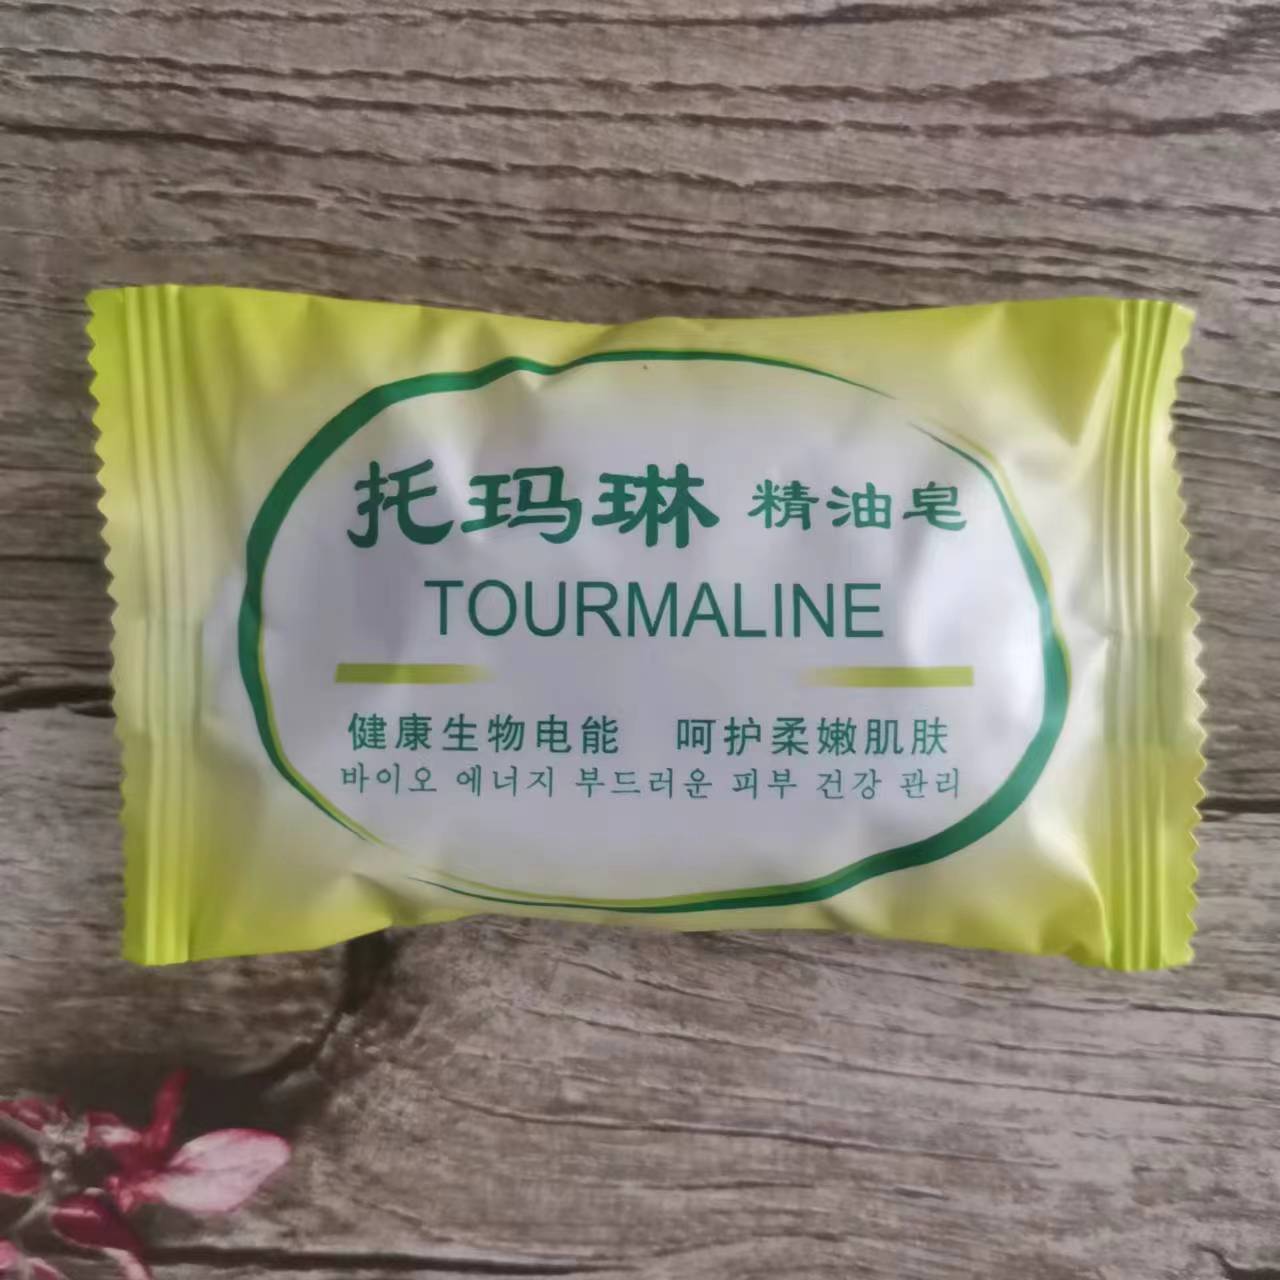 托玛琳 精油皂
TOURMALINE
健康生物电能 呵护柔嫩肌肤
바이오 에너지 부드러운 피부 건강 관리